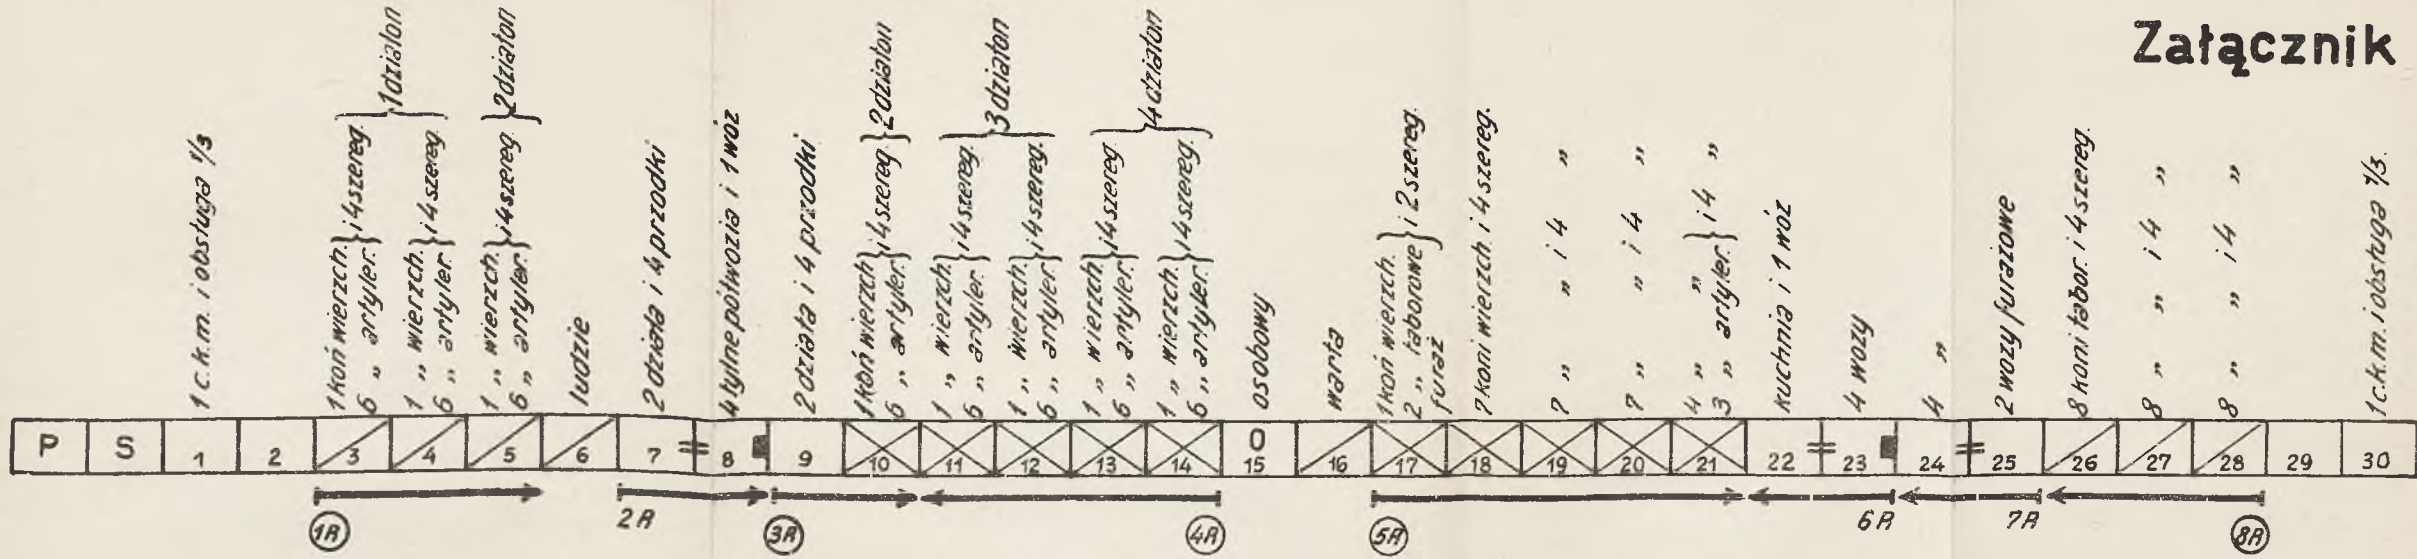 Załącznik
1 c.k.m. i obsługa 1/3
1 koń wierzch. } i 4 szereg.
6 „ artyler.
1 „ wierzch. } i 4 szereg.
6 „ artyler.
} 1 działon
1 „ wierzch. } i 4 szereg.
6 „ artyler.
} 2 działon
ludzie
2 działa i 4 przodki
4 tylne półwozia i 1 wóz
2 działa i 4 przodki
1 koń wierzch } i 4 szereg. } 2 działon
6 „ artyler.
1 „ wierzch. } i 4 szereg.
6 „ artyler.
1 „ wierzch. } i 4 szereg.
6 „ artyler.
} 3 działon
1 „ wierzch. } i 4 szereg.
6 „ artyler.
1 „ wierzch. } i 4 szereg.
6 „ artyler.
} 4 działon
osobowy
warta
1 koń wierzch. } i 2 szereg.
2 „ taborowe
furaż
7 koni wierzch. i 4 szereg.
7 „ „ i 4 „
7 „ „ i 4 „
4 „ „ } i 4 „
3 „ artyler.
kuchnia i 1 wóz
4 wozy
4 „
2 wozy furażowe
8 koni tabor. i 4 szereg.
8 „ „ i 4 „
8 „ „ i 4 „
1 c.k.m. i obsługa 1/3.
P S 1 2 3 4 5 6 7 8 9 10 11 12 13 14 O 15 16 17 18 19 20 21 22 23 24 25 26 27 28 29 30
1R 2R 3R 4R 5R 6R 7R 8R